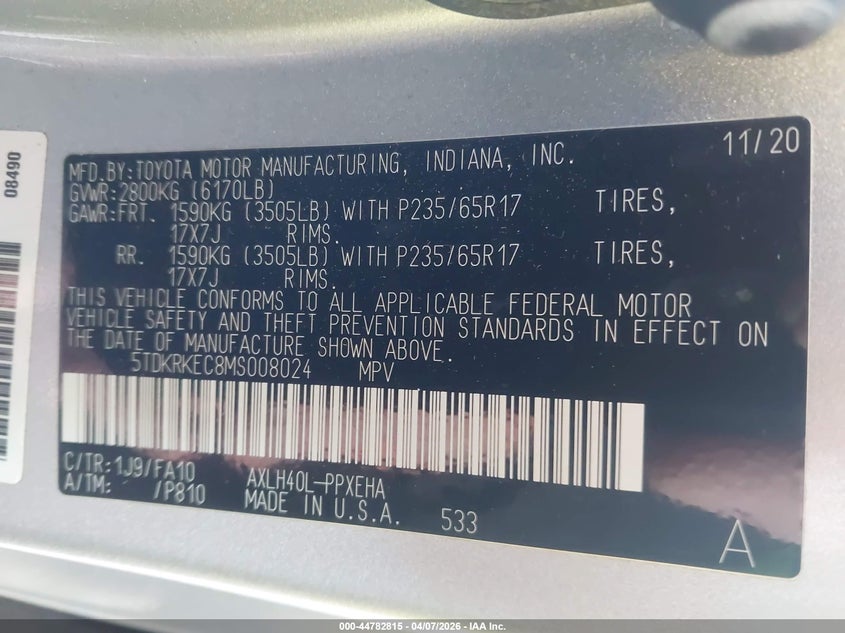 08490
11/20
MFD.BY:TOYOTA MOTOR MANUFACTURING, INDIANA, INC.
GVWR:2800KG (6170LB)
GAWR:FRT. 1590KG (3505LB) WITH P235/65R17 TIRES,
17X7J RIMS.
RR. 1590KG (3505LB) WITH P235/65R17 TIRES,
17X7J RIMS.
THIS VEHICLE CONFORMS TO ALL APPLICABLE FEDERAL MOTOR
VEHICLE SAFETY AND THEFT PREVENTION STANDARDS IN EFFECT ON
THE DATE OF MANUFACTURE SHOWN ABOVE.
5TDKRKEC8MS008024 MPV
C/TR:1J9/FA10 AXLH40L-PPXEHA
A/TM: /P810 MADE IN U.S.A. 533
A
000-44782815 - 04/07/2026 - IAA Inc.